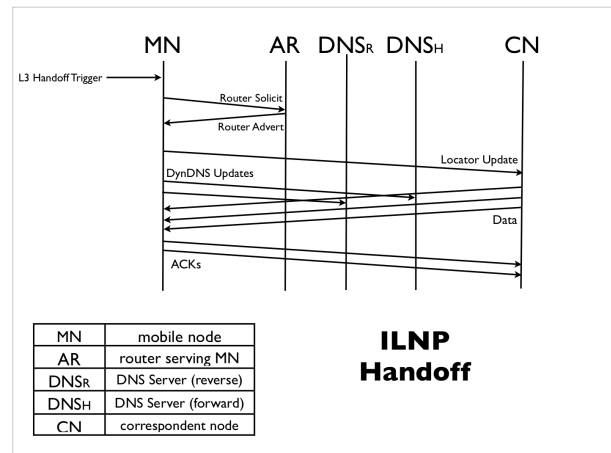 MN AR DNSR DNSH CN
L3 Handoff Trigger
Router Solicit
Router Advert
Locator Update
DynDNS Updates
Data
ACKs
MN mobile node
AR router serving MN
DNSR DNS Server (reverse)
DNSH DNS Server (forward)
CN correspondent node
ILNP
Handoff